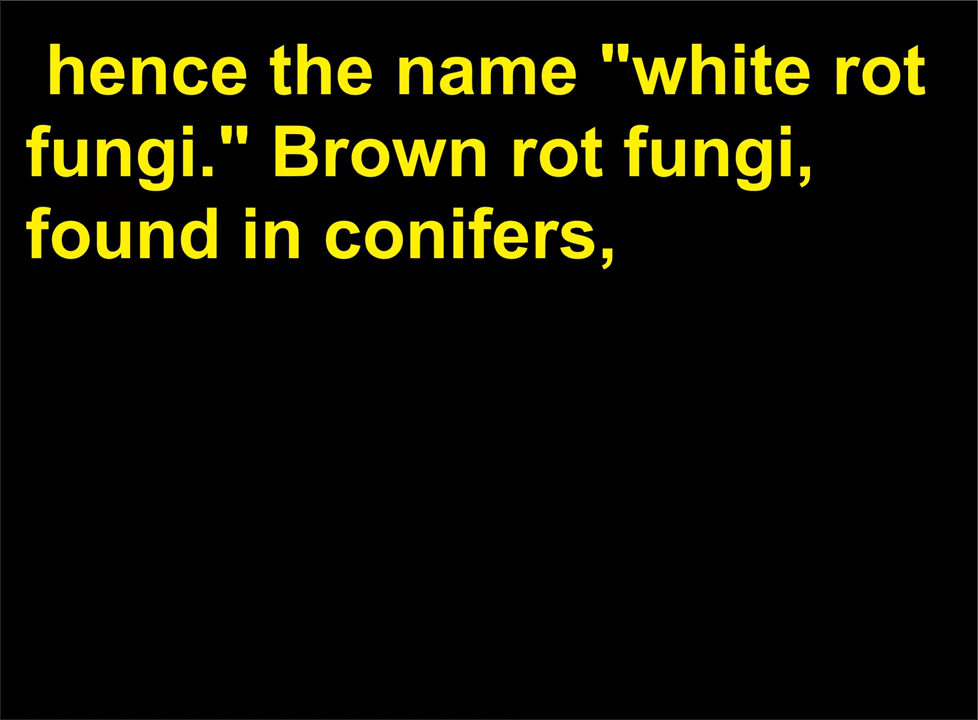 hence the name "white rot
fungi." Brown rot fungi,
found in conifers,